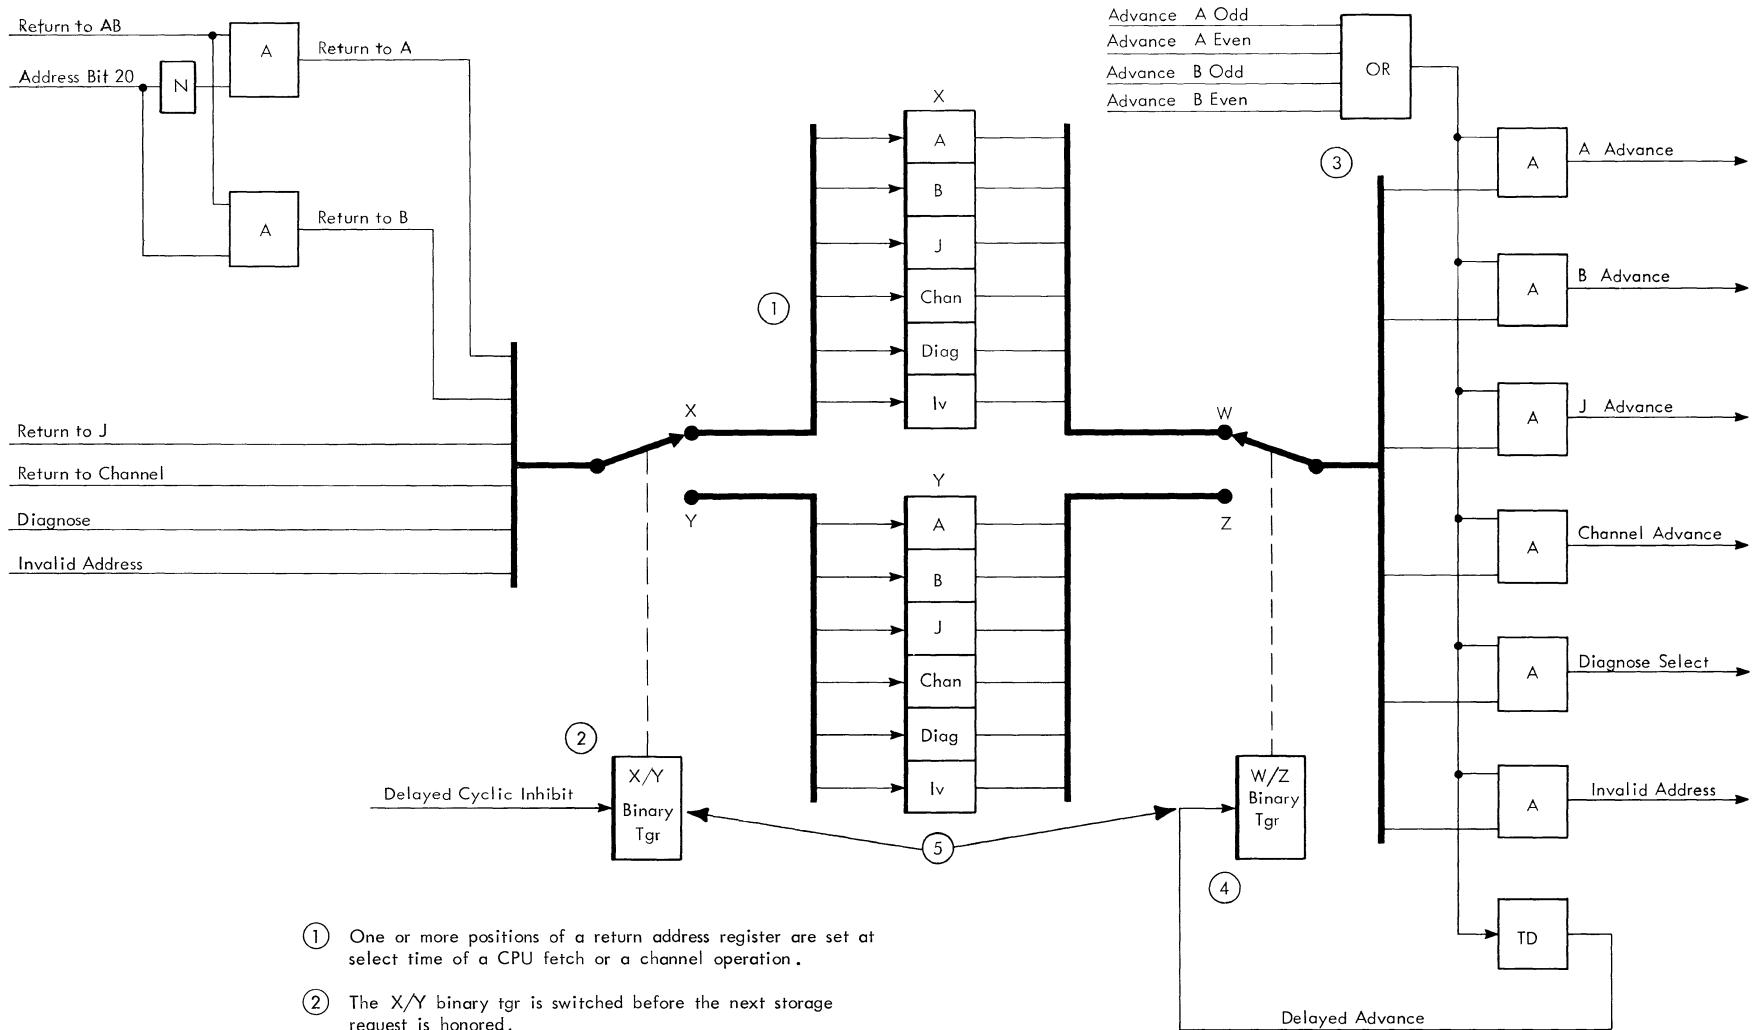 Return to AB
Address Bit 20
N
A
Return to A
A
Return to B
Return to J
Return to Channel
Diagnose
Invalid Address
X
Y
1
X
A
B
J
Chan
Diag
Iv
Y
A
B
J
Chan
Diag
Iv
2
Delayed Cyclic Inhibit
X/Y
Binary
Tgr
5
W
Z
W/Z
Binary
Tgr
4
Advance A Odd
Advance A Even
Advance B Odd
Advance B Even
OR
3
A
A Advance
A
B Advance
A
J Advance
A
Channel Advance
A
Diagnose Select
A
Invalid Address
TD
Delayed Advance
1 One or more positions of a return address register are set at
select time of a CPU fetch or a channel operation.
2 The X/Y binary tgr is switched before the next storage
request is honored.